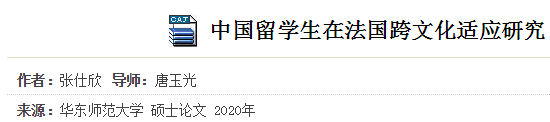 CAJ
中国留学生在法国跨文化适应研究
作者：张仕欣 导师：唐玉光
来源：华东师范大学 硕士论文 2020年